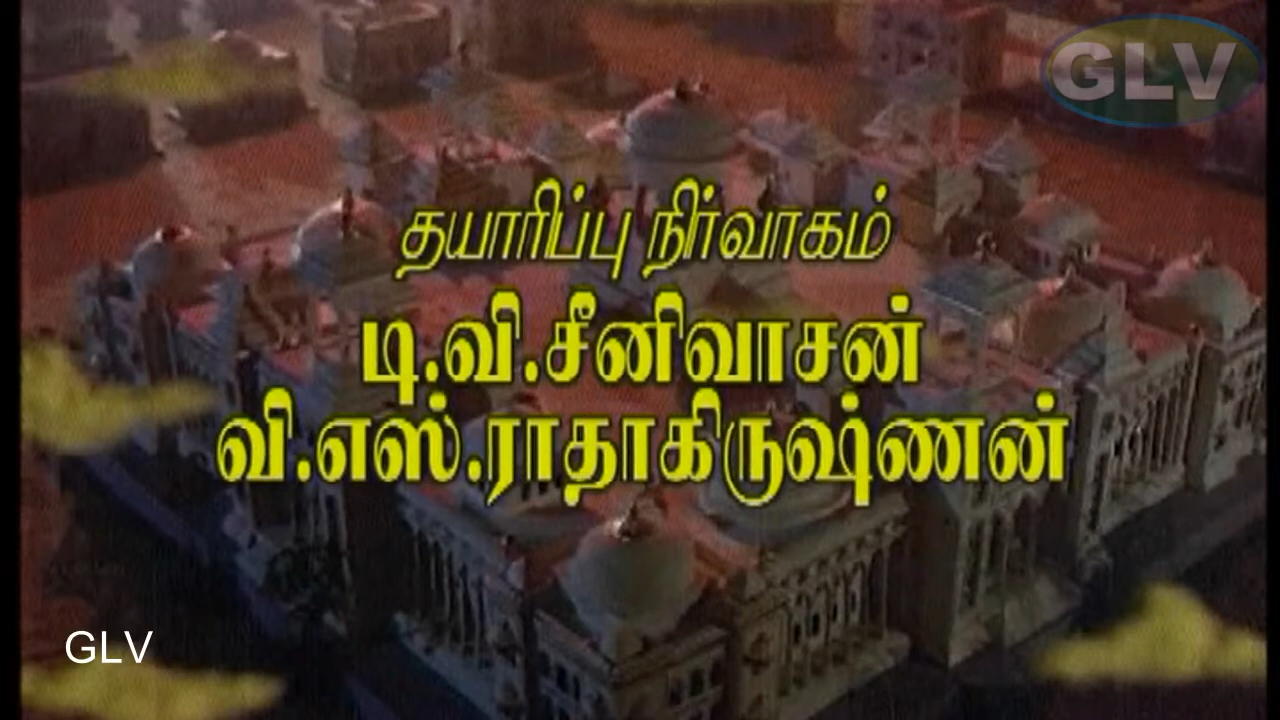 GLV
தயாரிப்பு நிர்வாகம்
டி.வி.சீனிவாசன்
வி.எஸ்.ராதாகிருஷ்ணன்
GLV